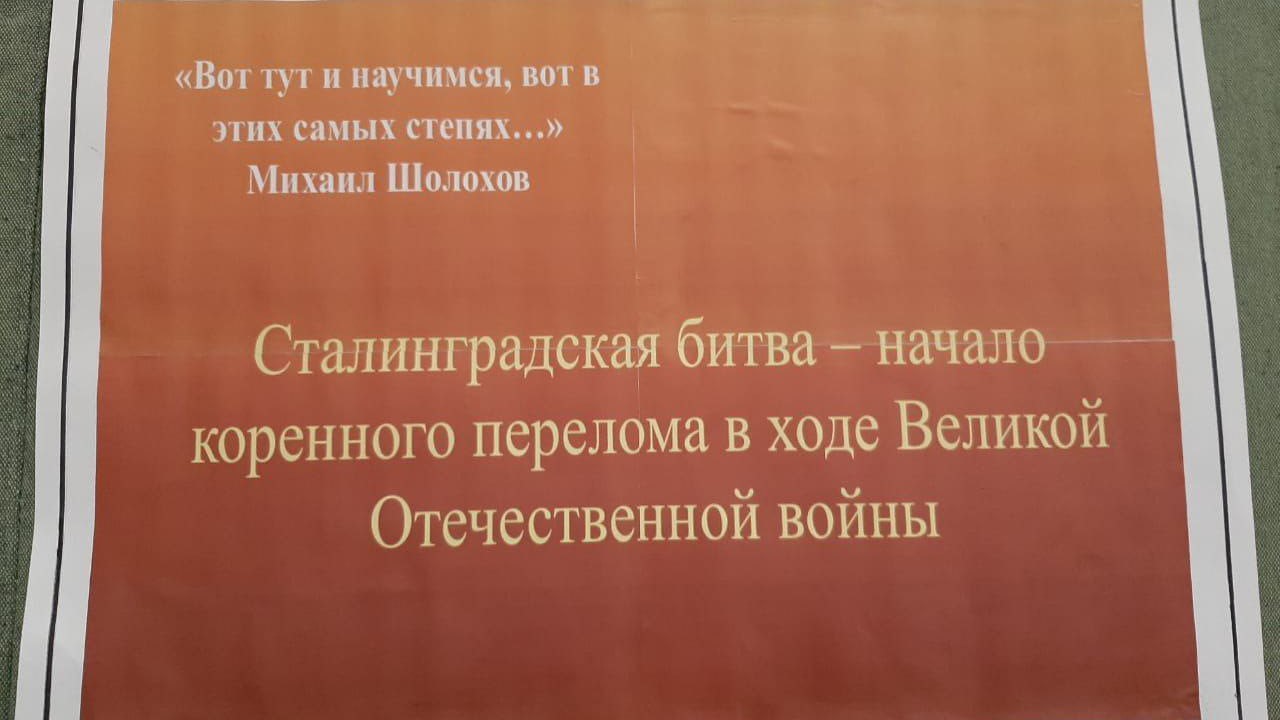 «Вот тут и научимся, вот в
этих самых степях...»
Михаил Шолохов
Сталинградская битва – начало
коренного перелома в ходе Великой
Отечественной войны